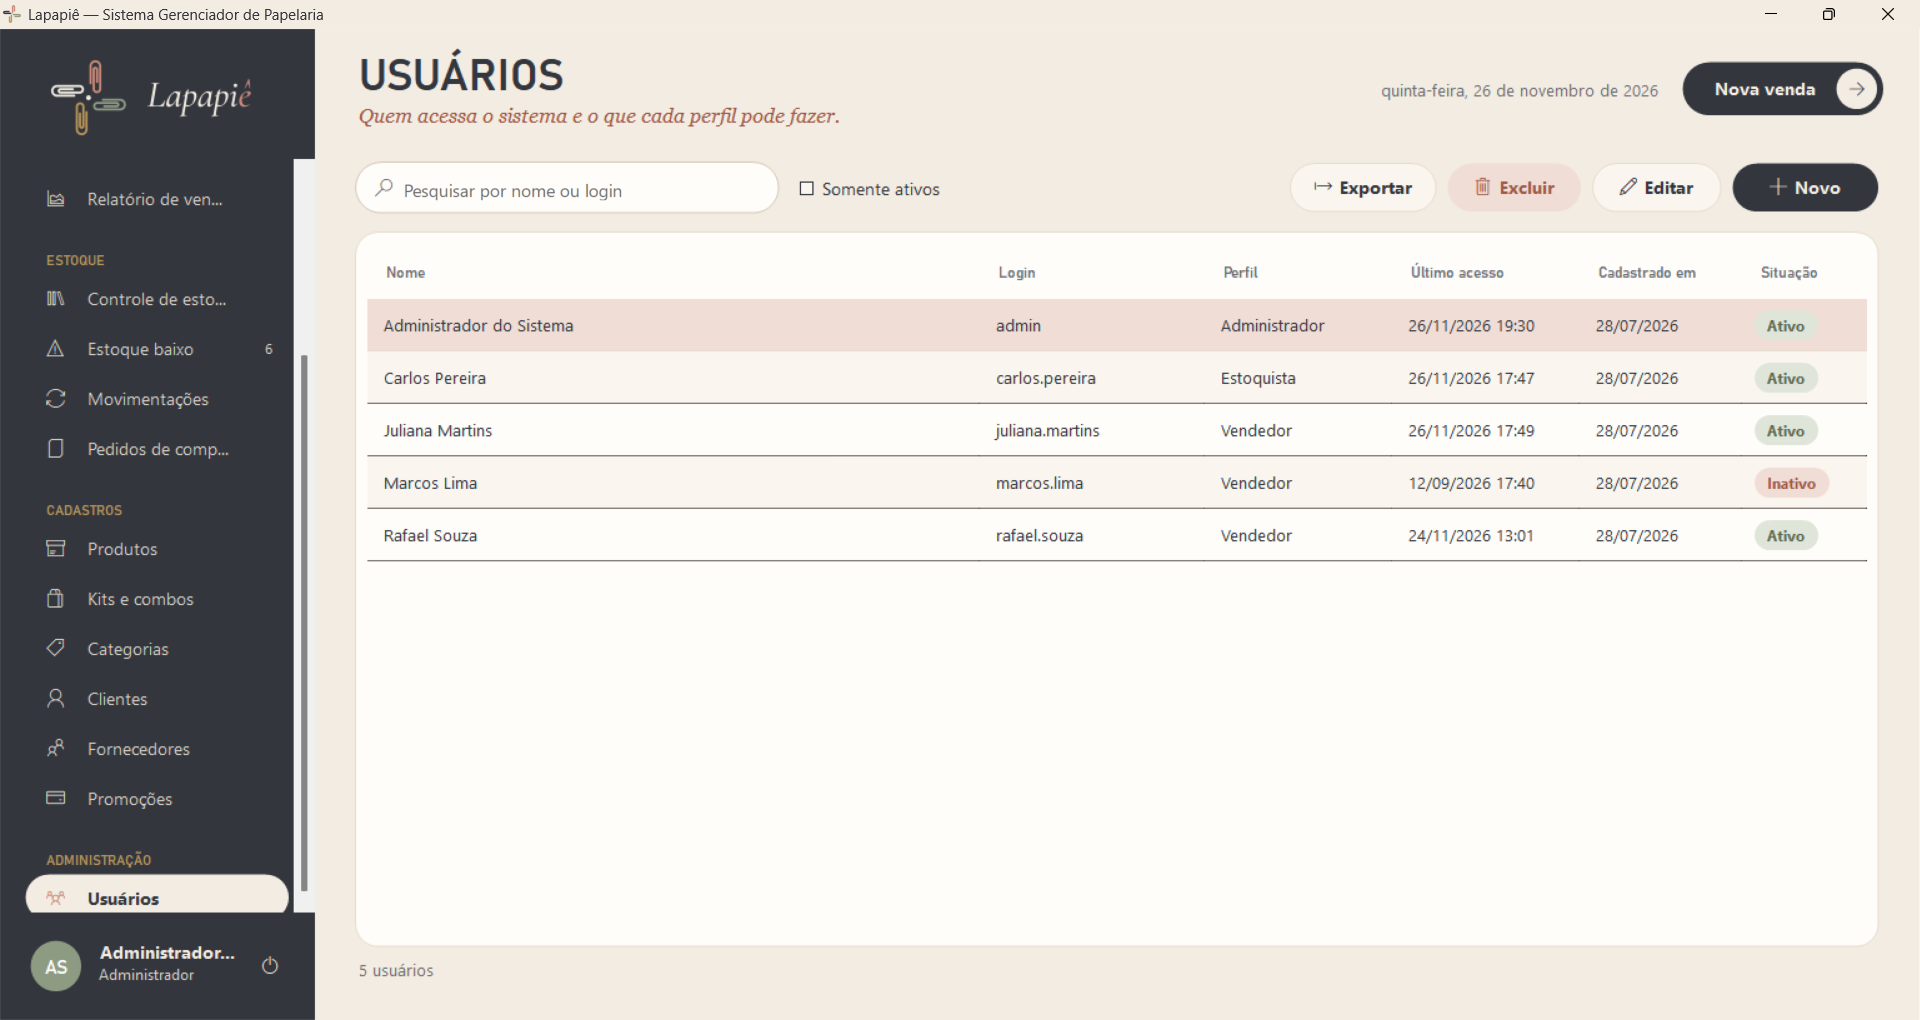 Lapapiê — Sistema Gerenciador de Papelaria
Lapapiê
Relatório de ven...
ESTOQUE
Controle de esto...
Estoque baixo 6
Movimentações
Pedidos de comp...
CADASTROS
Produtos
Kits e combos
Categorias
Clientes
Fornecedores
Promoções
ADMINISTRAÇÃO
Usuários
AS
Administrador...
Administrador
USUÁRIOS
Quem acessa o sistema e o que cada perfil pode fazer.
quinta-feira, 26 de novembro de 2026
Nova venda
Pesquisar por nome ou login
Somente ativos
Exportar
Excluir
Editar
Novo
Nome Login Perfil Último acesso Cadastrado em Situação
Administrador do Sistema admin Administrador 26/11/2026 19:30 28/07/2026 Ativo
Carlos Pereira carlos.pereira Estoquista 26/11/2026 17:47 28/07/2026 Ativo
Juliana Martins juliana.martins Vendedor 26/11/2026 17:49 28/07/2026 Ativo
Marcos Lima marcos.lima Vendedor 12/09/2026 17:40 28/07/2026 Inativo
Rafael Souza rafael.souza Vendedor 24/11/2026 13:01 28/07/2026 Ativo
5 usuários